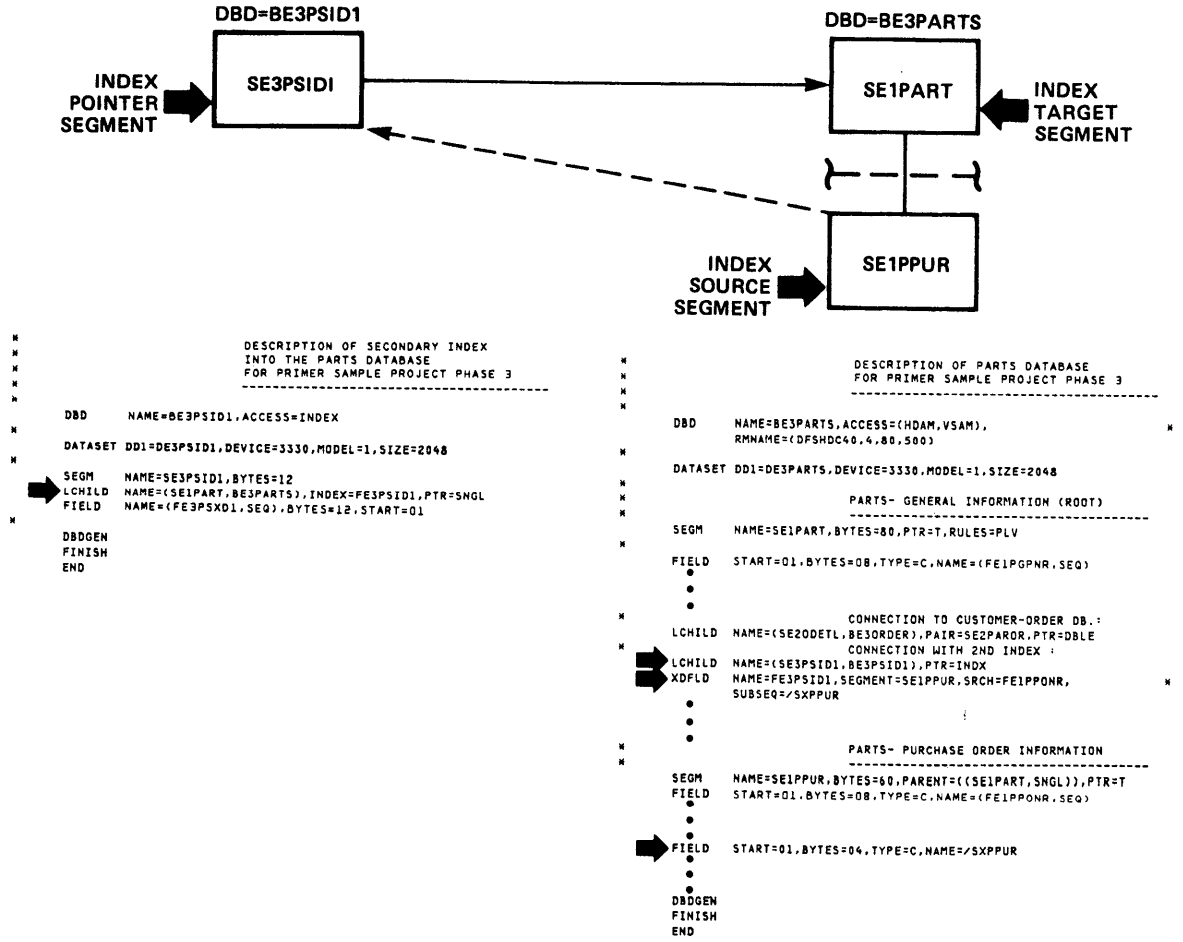 DBD=BE3PSID1
DBD=BE3PARTS
INDEX
POINTER
SEGMENT
SE3PSIDI
SE1PART
INDEX
TARGET
SEGMENT
INDEX
SOURCE
SEGMENT
SE1PPUR
*
* DESCRIPTION OF SECONDARY INDEX
* INTO THE PARTS DATABASE
* FOR PRIMER SAMPLE PROJECT PHASE 3
* -----------------------------------
DBD NAME=BE3PSID1,ACCESS=INDEX
*
DATASET DD1=DE3PSID1,DEVICE=3330,MODEL=1,SIZE=2048
*
SEGM NAME=SE3PSID1,BYTES=12
LCHILD NAME=(SE1PART,BE3PARTS),INDEX=FE3PSID1,PTR=SNGL
FIELD NAME=(FE3PSXD1,SEQ),BYTES=12,START=01
*
DBDGEN
FINISH
END
* DESCRIPTION OF PARTS DATABASE
* FOR PRIMER SAMPLE PROJECT PHASE 3
* -----------------------------------
*
DBD NAME=BE3PARTS,ACCESS=(HDAM,VSAM), *
RMNAME=(DFSHDC40,4,80,500)
*
DATASET DD1=DE3PARTS,DEVICE=3330,MODEL=1,SIZE=2048
*
* PARTS- GENERAL INFORMATION (ROOT)
* ----------------------------------
SEGM NAME=SE1PART,BYTES=80,PTR=T,RULES=PLV
*
FIELD START=01,BYTES=08,TYPE=C,NAME=(FE1PGPNR,SEQ)
* CONNECTION TO CUSTOMER-ORDER DB.:
LCHILD NAME=(SE2ODETL,BE3ORDER),PAIR=SE2PAROR,PTR=DBLE
* CONNECTION WITH 2ND INDEX :
LCHILD NAME=(SE3PSID1,BE3PSID1),PTR=INDX
XDFLD NAME=FE3PSID1,SEGMENT=SE1PPUR,SRCH=FE1PPONR, *
SUBSEQ=/SXPPUR
* PARTS- PURCHASE ORDER INFORMATION
* ----------------------------------
SEGM NAME=SE1PPUR,BYTES=60,PARENT=((SE1PART,SNGL)),PTR=T
FIELD START=01,BYTES=08,TYPE=C,NAME=(FE1PPONR,SEQ)
FIELD START=01,BYTES=04,TYPE=C,NAME=/SXPPUR
DBDGEN
FINISH
END